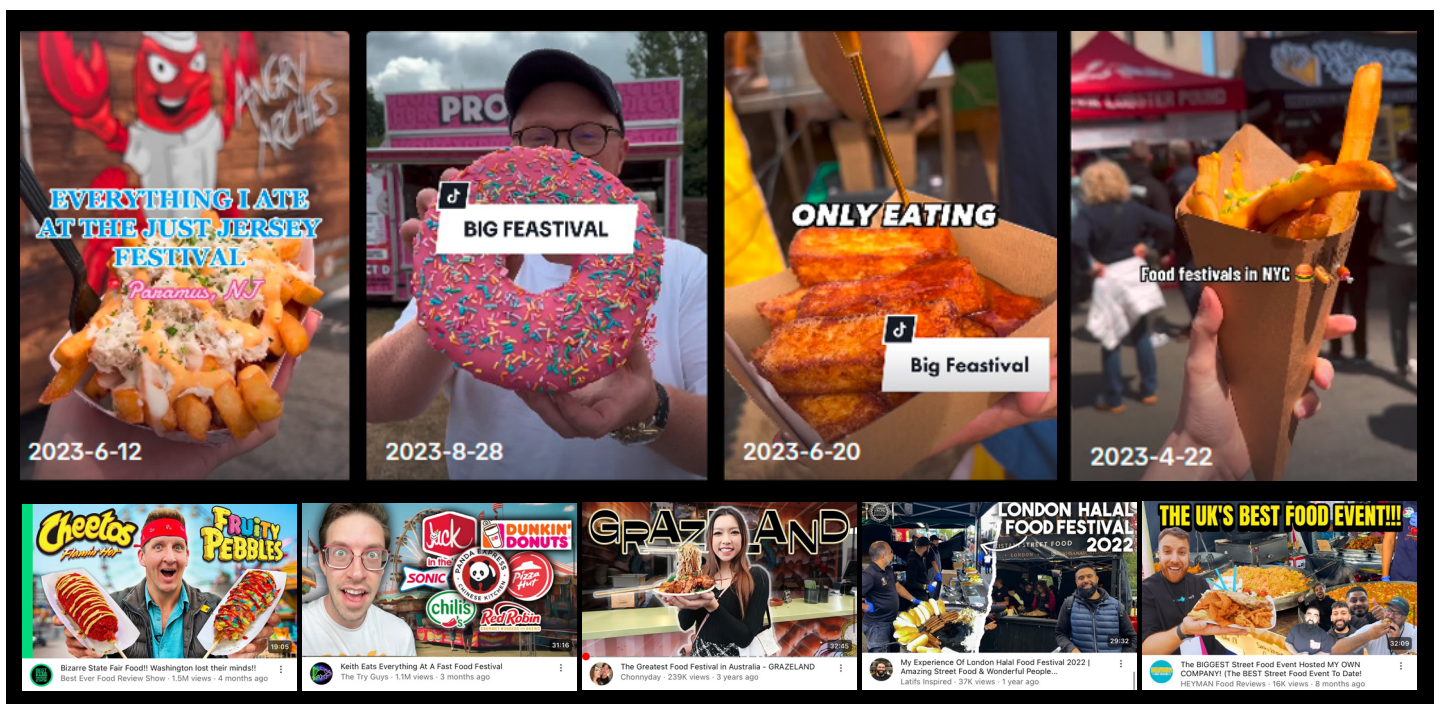 ANGRY
ARCHIES
EVERYTHING I ATE
AT THE JUST JERSEY
FESTIVAL
Paramus, NJ
2023-6-12
PRO
BIG FEASTIVAL
2023-8-28
ONLY EATING
Big Feastival
2023-6-20
LOBSTER POUND
Food festivals in NYC 🍔🌭🍖
2023-4-22
Cheetos
Flamin' Hot
FRUITY
PEBBLES
19:05
Bizarre State Fair Food!! Washington lost their minds!!
Best Ever Food Review Show · 1.5M views · 4 months ago
Jack
in the
DUNKIN'
DONUTS
SONIC
PANDA EXPRESS
CHINESE KITCHEN
Pizza
Hut
chili's
Red Robin
31:16
Keith Eats Everything At A Fast Food Festival
The Try Guys · 1.1M views · 3 months ago
GRAZELAND
32:45
The Greatest Food Festival in Australia - GRAZELAND
Chonnyday · 239K views · 3 years ago
LONDON HALAL
FOOD FESTIVAL
2022
STREET FOOD
29:32
My Experience Of London Halal Food Festival 2022 |
Amazing Street Food & Wonderful People...
Latifs Inspired · 37K views · 1 year ago
THE UK'S BEST FOOD EVENT!!!
32:09
The BIGGEST Street Food Event Hosted MY OWN
COMPANY! (The BEST Street Food Event To Date!
HEYMAN Food Reviews · 16K views · 8 months ago